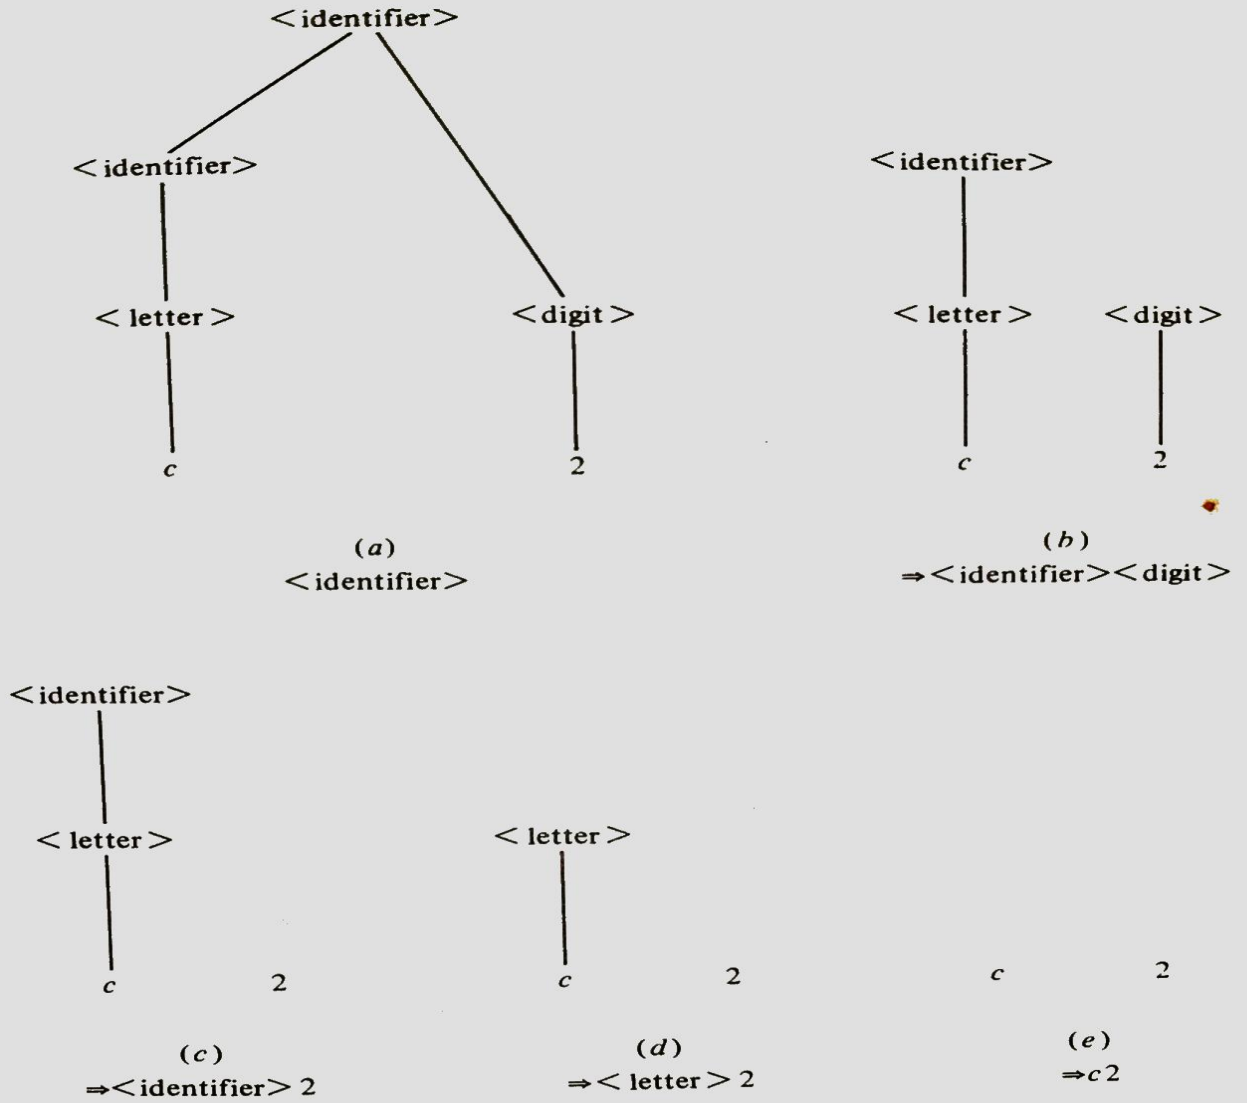 <identifier>
<identifier>
<letter>
<digit>
c
2
(a)
<identifier>
<identifier>
<letter>
<digit>
c
2
(b)
⇒<identifier><digit>
<identifier>
<letter>
c
2
(c)
⇒<identifier>2
<letter>
c
2
(d)
⇒<letter>2
c
2
(e)
⇒c2